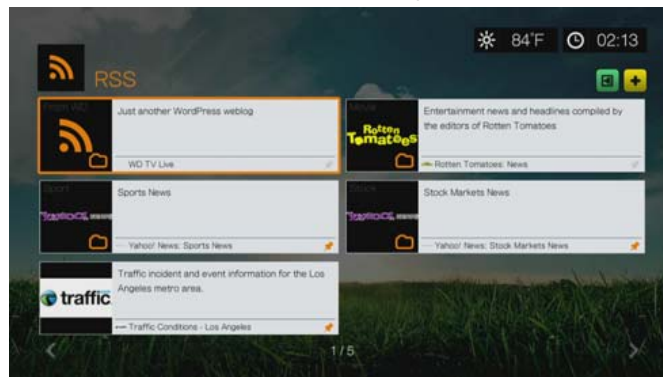 84°F 02:13
RSS
From WD
Just another WordPress weblog
WD TV Live
Movie
Rotten
Tomatoes
Entertainment news and headlines compiled by
the editors of Rotten Tomatoes
Rotten Tomatoes: News
Sport
Sports News
Yahoo! News: Sports News
Stock
Stock Markets News
Yahoo! News: Stock Markets News
traffic
Traffic incident and event information for the Los
Angeles metro area.
Traffic Conditions - Los Angeles
1/5